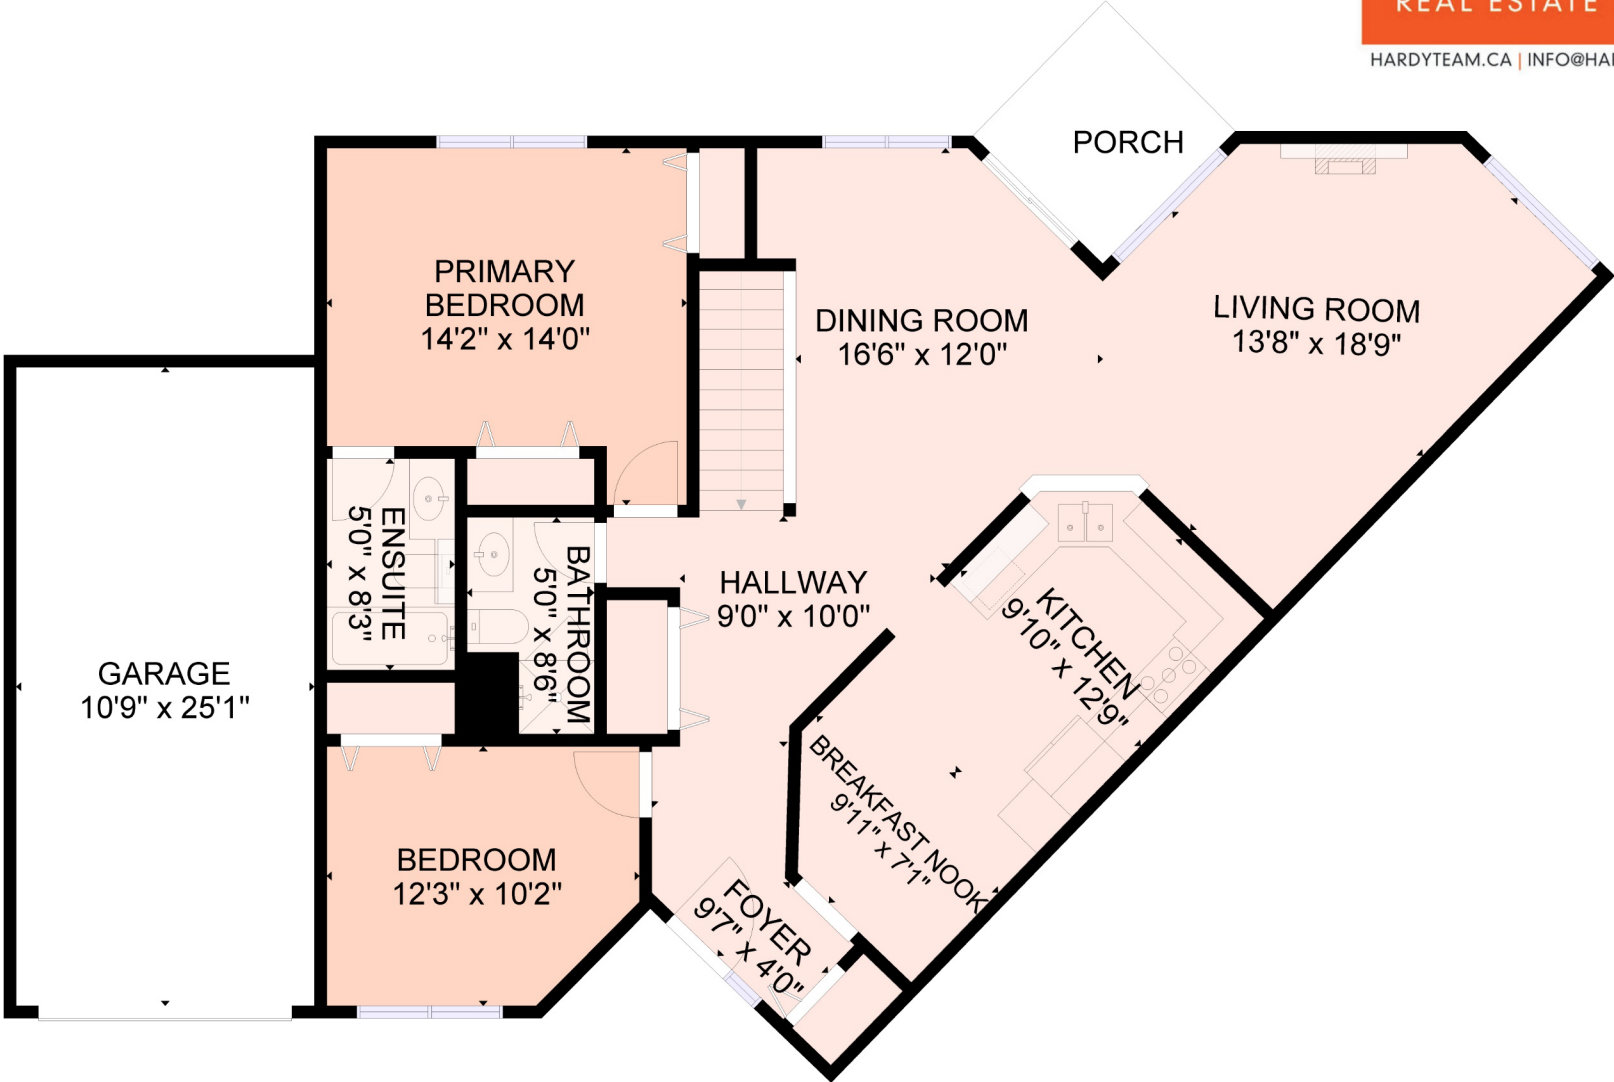 REAL ESTATE
HARDYTEAM.CA | INFO@HA
PORCH
PRIMARY
BEDROOM
14'2" x 14'0"
DINING ROOM
16'6" x 12'0"
LIVING ROOM
13'8" x 18'9"
ENSUITE
5'0" x 8'3"
BATHROOM
5'0" x 8'6"
HALLWAY
9'0" x 10'0"
KITCHEN
9'10" x 12'9"
GARAGE
10'9" x 25'1"
BREAKFAST NOOK
9'11" x 7'1"
BEDROOM
12'3" x 10'2"
FOYER
9'7" x 4'0"